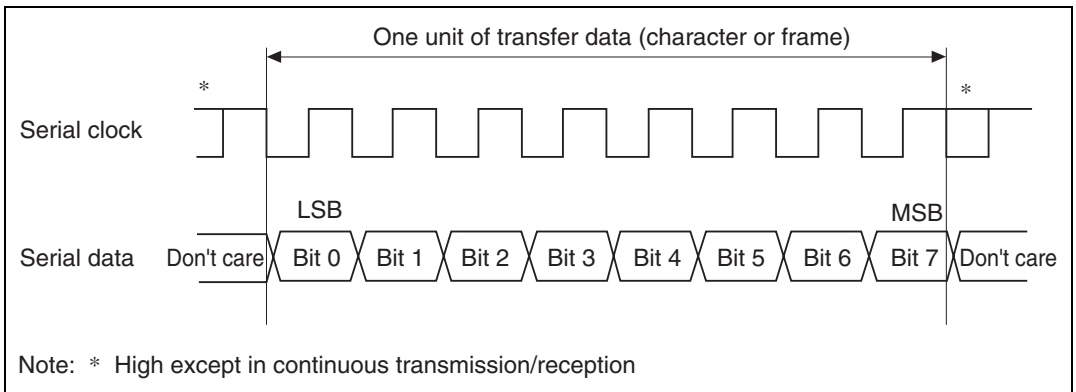 One unit of transfer data (character or frame)
* *
Serial clock
LSB MSB
Serial data Don't care Bit 0 Bit 1 Bit 2 Bit 3 Bit 4 Bit 5 Bit 6 Bit 7 Don't care
Note: * High except in continuous transmission/reception